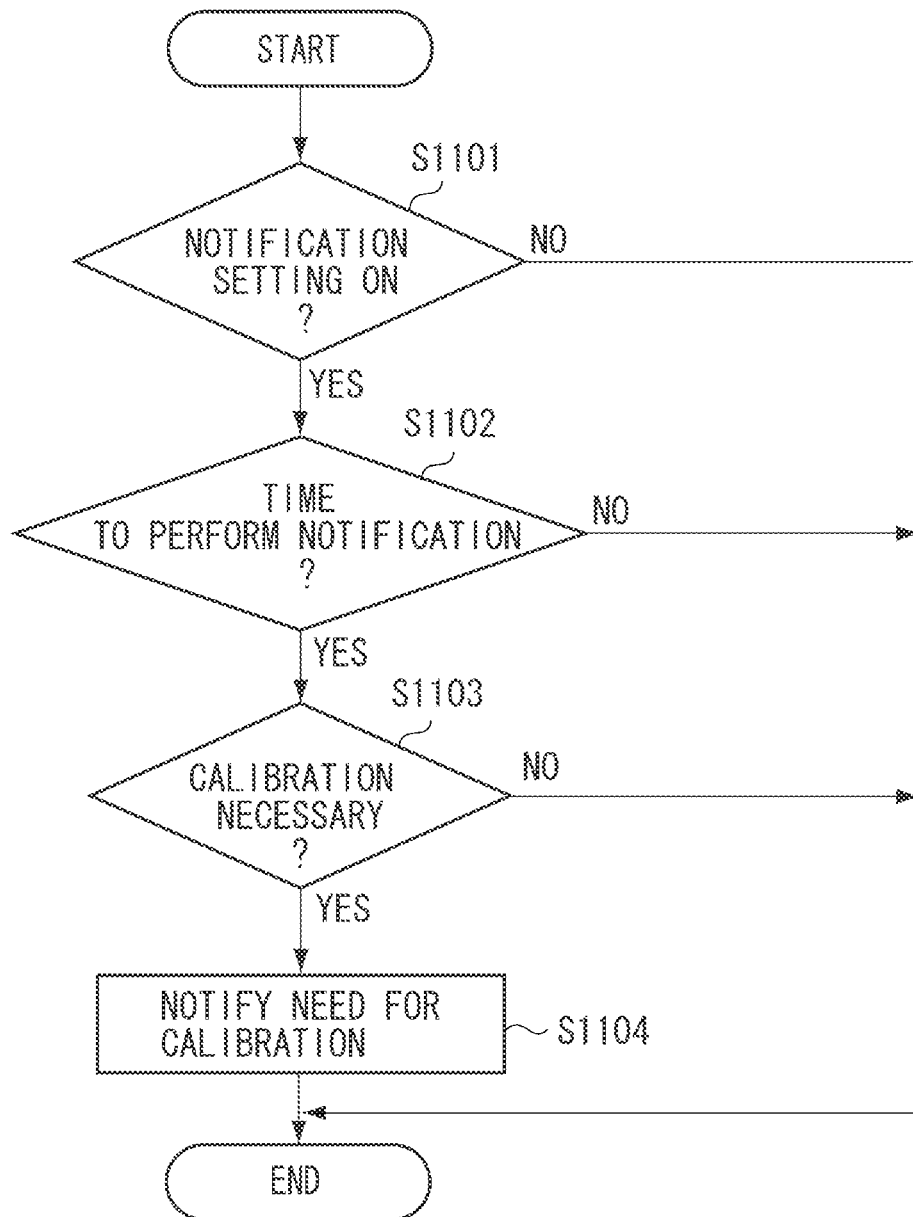 START
S1101
NOTIFICATION
SETTING ON
?
NO
YES
S1102
TIME
TO PERFORM NOTIFICATION
?
NO
YES
S1103
CALIBRATION
NECESSARY
?
NO
YES
NOTIFY NEED FOR
CALIBRATION
S1104
END